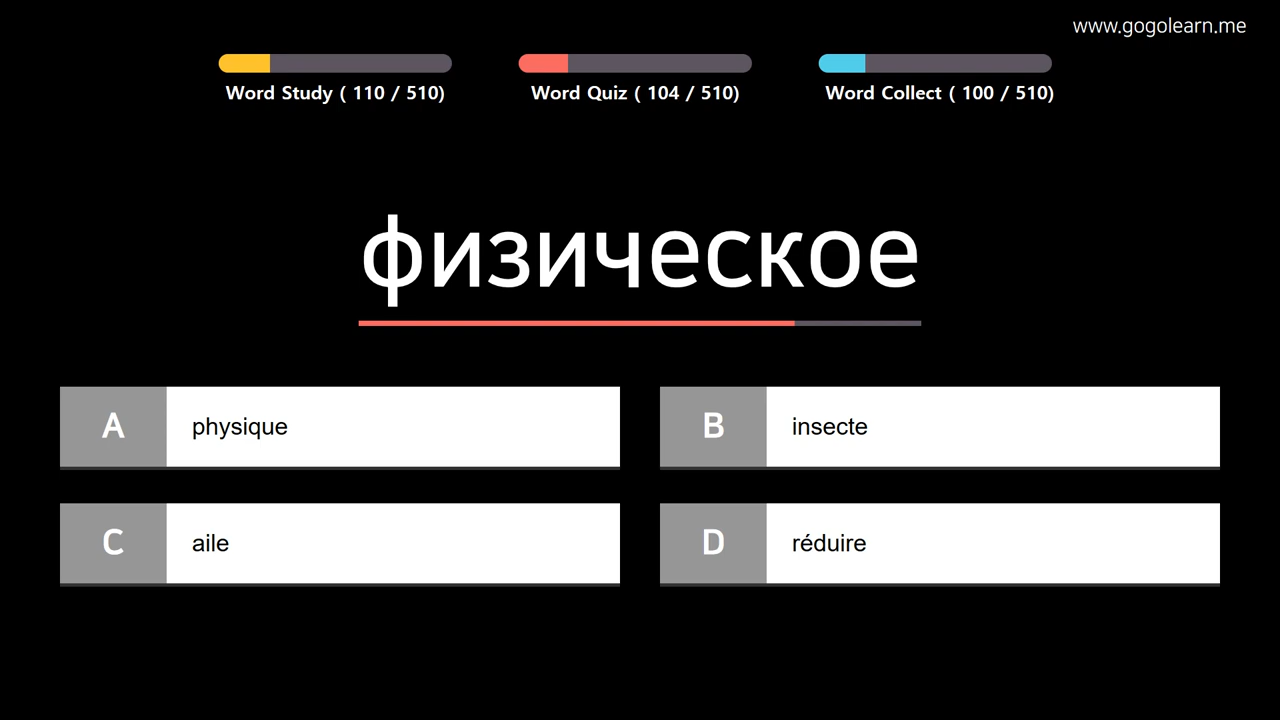 www.gogolearn.me
Word Study ( 110 / 510)
Word Quiz ( 104 / 510)
Word Collect ( 100 / 510)
физическое
A physique
B insecte
C aile
D réduire